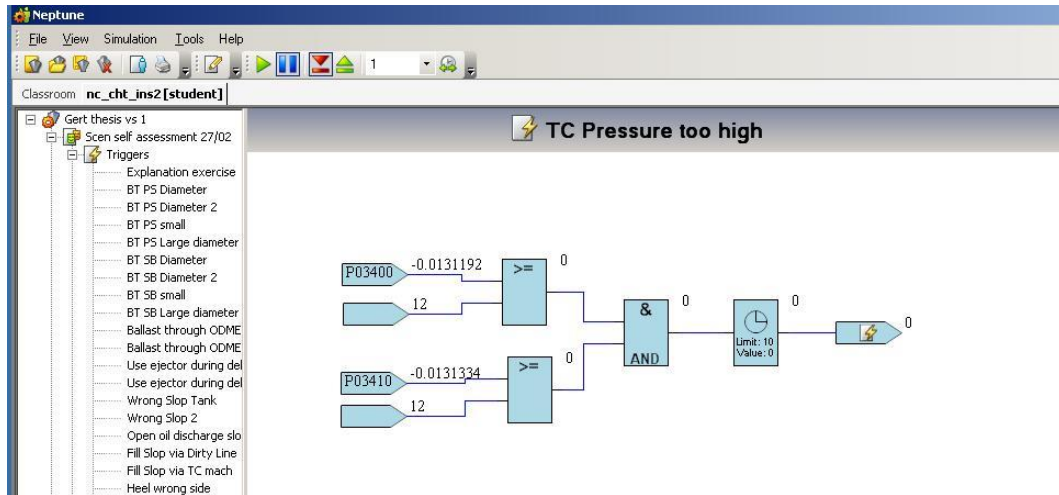 Neptune
File View Simulation Tools Help
1
Classroom nc_cht_ins2[student]
Gert thesis vs 1
Scen self assessment 27/02
Triggers
Explanation exercise
BT PS Diameter
BT PS Diameter 2
BT PS small
BT PS Large diameter
BT SB Diameter
BT SB Diameter 2
BT SB small
BT SB Large diameter
Ballast through ODME
Ballast through ODME
Use ejector during del
Use ejector during del
Wrong Slop Tank
Wrong Slop 2
Open oil discharge slo
Fill Slop via Dirty Line
Fill Slop via TC mach
Heel wrong side
TC Pressure too high
P03400 -0.0131192 >= 0
12
& 0
AND
Limit: 10
Value: 0
0
0
P03410 -0.0131334 >= 0
12